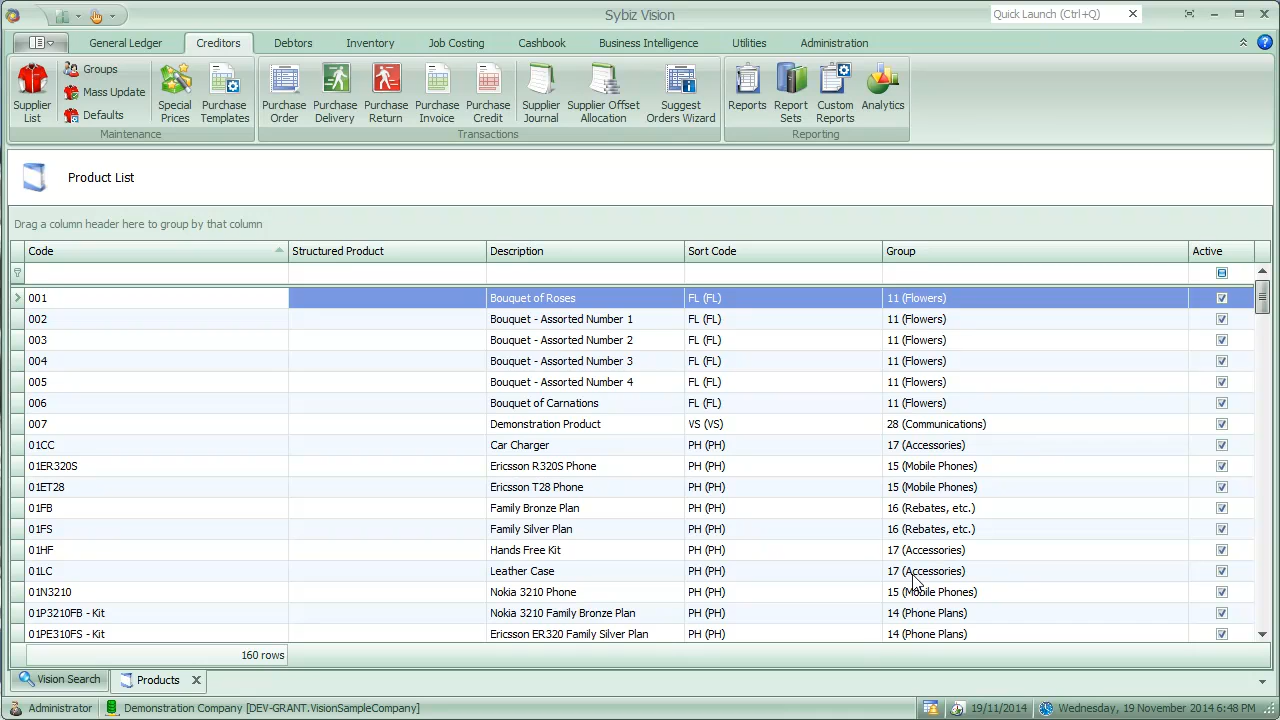 Sybiz Vision
Quick Launch (Ctrl+Q)
General Ledger Creditors Debtors Inventory Job Costing Cashbook Business Intelligence Utilities Administration
Supplier List Groups Mass Update Defaults Special Prices Purchase Templates Purchase Order Purchase Delivery Purchase Return Purchase Invoice Purchase Credit Supplier Journal Supplier Offset Allocation Suggest Orders Wizard Reports Report Sets Custom Reports Analytics
Maintenance Transactions Reporting
Product List
Drag a column header here to group by that column
Code Structured Product Description Sort Code Group Active
001 Bouquet of Roses FL (FL) 11 (Flowers)
002 Bouquet - Assorted Number 1 FL (FL) 11 (Flowers)
003 Bouquet - Assorted Number 2 FL (FL) 11 (Flowers)
004 Bouquet - Assorted Number 3 FL (FL) 11 (Flowers)
005 Bouquet - Assorted Number 4 FL (FL) 11 (Flowers)
006 Bouquet of Carnations FL (FL) 11 (Flowers)
007 Demonstration Product VS (VS) 28 (Communications)
01CC Car Charger PH (PH) 17 (Accessories)
01ER320S Ericsson R320S Phone PH (PH) 15 (Mobile Phones)
01ET28 Ericsson T28 Phone PH (PH) 15 (Mobile Phones)
01FB Family Bronze Plan PH (PH) 16 (Rebates, etc.)
01FS Family Silver Plan PH (PH) 16 (Rebates, etc.)
01HF Hands Free Kit PH (PH) 17 (Accessories)
01LC Leather Case PH (PH) 17 (Accessories)
01N3210 Nokia 3210 Phone PH (PH) 15 (Mobile Phones)
01P3210FB - Kit Nokia 3210 Family Bronze Plan PH (PH) 14 (Phone Plans)
01PE310FS - Kit Ericsson ER320 Family Silver Plan PH (PH) 14 (Phone Plans)
160 rows
Vision Search Products
Administrator Demonstration Company [DEV-GRANT.VisionSampleCompany] 19/11/2014 Wednesday, 19 November 2014 6:48 PM